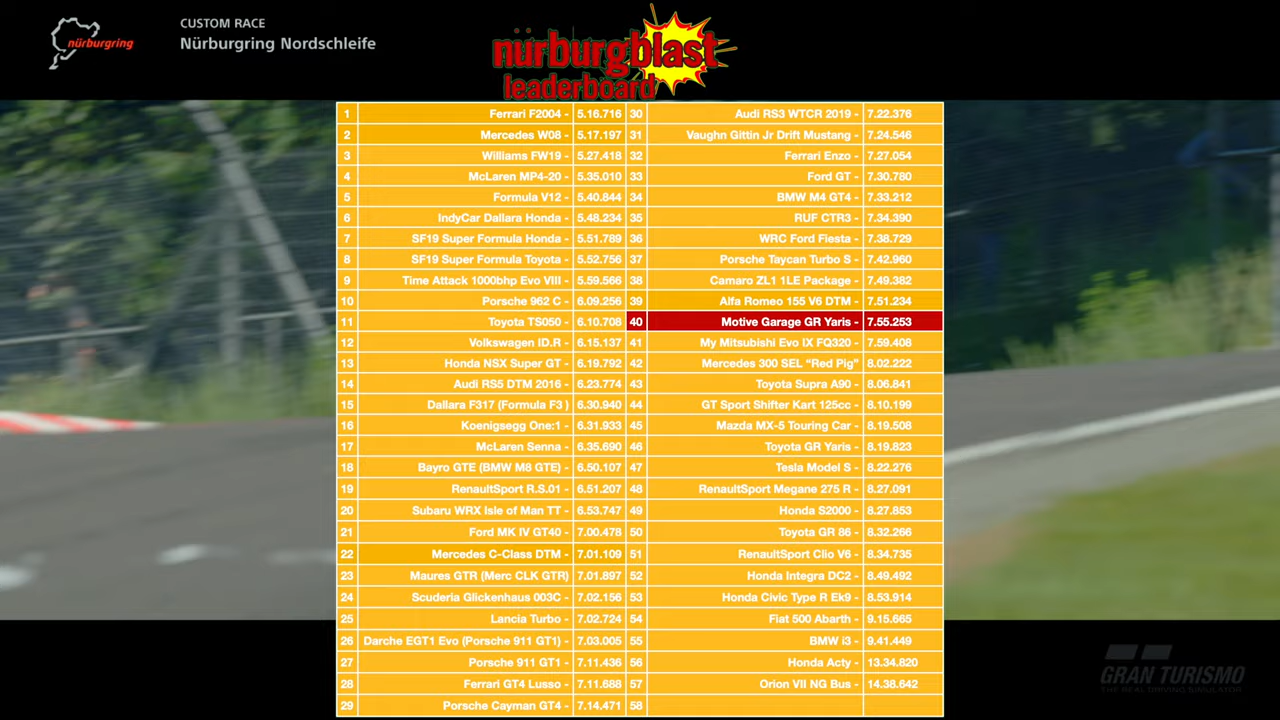 CUSTOM RACE
Nürburgring Nordschleife
nürburgring
nürburgblast
leaderboard
1 Ferrari F2004 - 5.16.716 30 Audi RS3 WTCR 2019 - 7.22.376
2 Mercedes W08 - 5.17.197 31 Vaughn Gittin Jr Drift Mustang - 7.24.546
3 Williams FW19 - 5.27.418 32 Ferrari Enzo - 7.27.054
4 McLaren MP4-20 - 5.35.010 33 Ford GT - 7.30.780
5 Formula V12 - 5.40.844 34 BMW M4 GT4 - 7.33.212
6 IndyCar Dallara Honda - 5.48.234 35 RUF CTR3 - 7.34.390
7 SF19 Super Formula Honda - 5.51.789 36 WRC Ford Fiesta - 7.38.729
8 SF19 Super Formula Toyota - 5.52.756 37 Porsche Taycan Turbo S - 7.42.960
9 Time Attack 1000bhp Evo VIII - 5.59.566 38 Camaro ZL1 1LE Package - 7.49.382
10 Porsche 962 C - 6.09.256 39 Alfa Romeo 155 V6 DTM - 7.51.234
11 Toyota TS050 - 6.10.708 40 Motive Garage GR Yaris - 7.55.253
12 Volkswagen ID.R - 6.15.137 41 My Mitsubishi Evo IX FQ320 - 7.59.408
13 Honda NSX Super GT - 6.19.792 42 Mercedes 300 SEL “Red Pig” 8.02.222
14 Audi RS5 DTM 2016 - 6.23.774 43 Toyota Supra A90 - 8.06.841
15 Dallara F317 (Formula F3 ) 6.30.940 44 GT Sport Shifter Kart 125cc - 8.10.199
16 Koenigsegg One:1 - 6.31.933 45 Mazda MX-5 Touring Car - 8.19.508
17 McLaren Senna - 6.35.690 46 Toyota GR Yaris - 8.19.823
18 Bayro GTE (BMW M8 GTE) - 6.50.107 47 Tesla Model S - 8.22.276
19 RenaultSport R.S.01 - 6.51.207 48 RenaultSport Megane 275 R - 8.27.091
20 Subaru WRX Isle of Man TT - 6.53.747 49 Honda S2000 - 8.27.853
21 Ford MK IV GT40 - 7.00.478 50 Toyota GR 86 - 8.32.266
22 Mercedes C-Class DTM - 7.01.109 51 RenaultSport Clio V6 - 8.34.735
23 Maures GTR (Merc CLK GTR) 7.01.897 52 Honda Integra DC2 - 8.49.492
24 Scuderia Glickenhaus 003C - 7.02.156 53 Honda Civic Type R Ek9 - 8.53.914
25 Lancia Turbo - 7.02.724 54 Fiat 500 Abarth - 9.15.665
26 Darche EGT1 Evo (Porsche 911 GT1) - 7.03.005 55 BMW i3 - 9.41.449
27 Porsche 911 GT1 - 7.11.436 56 Honda Acty - 13.34.820
28 Ferrari GT4 Lusso - 7.11.688 57 Orion VII NG Bus - 14.38.642
29 Porsche Cayman GT4 - 7.14.471 58
GRAN TURISMO
THE REAL DRIVING SIMULATOR